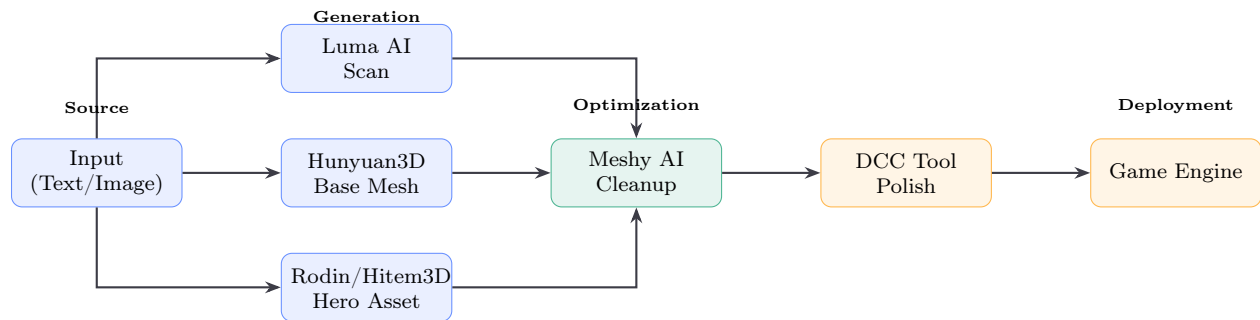 Generation
Luma AI
Scan
Source
Optimization
Deployment
Input
(Text/Image)
Hunyuan3D
Base Mesh
Meshy AI
Cleanup
DCC Tool
Polish
Game Engine
Rodin/Hitem3D
Hero Asset